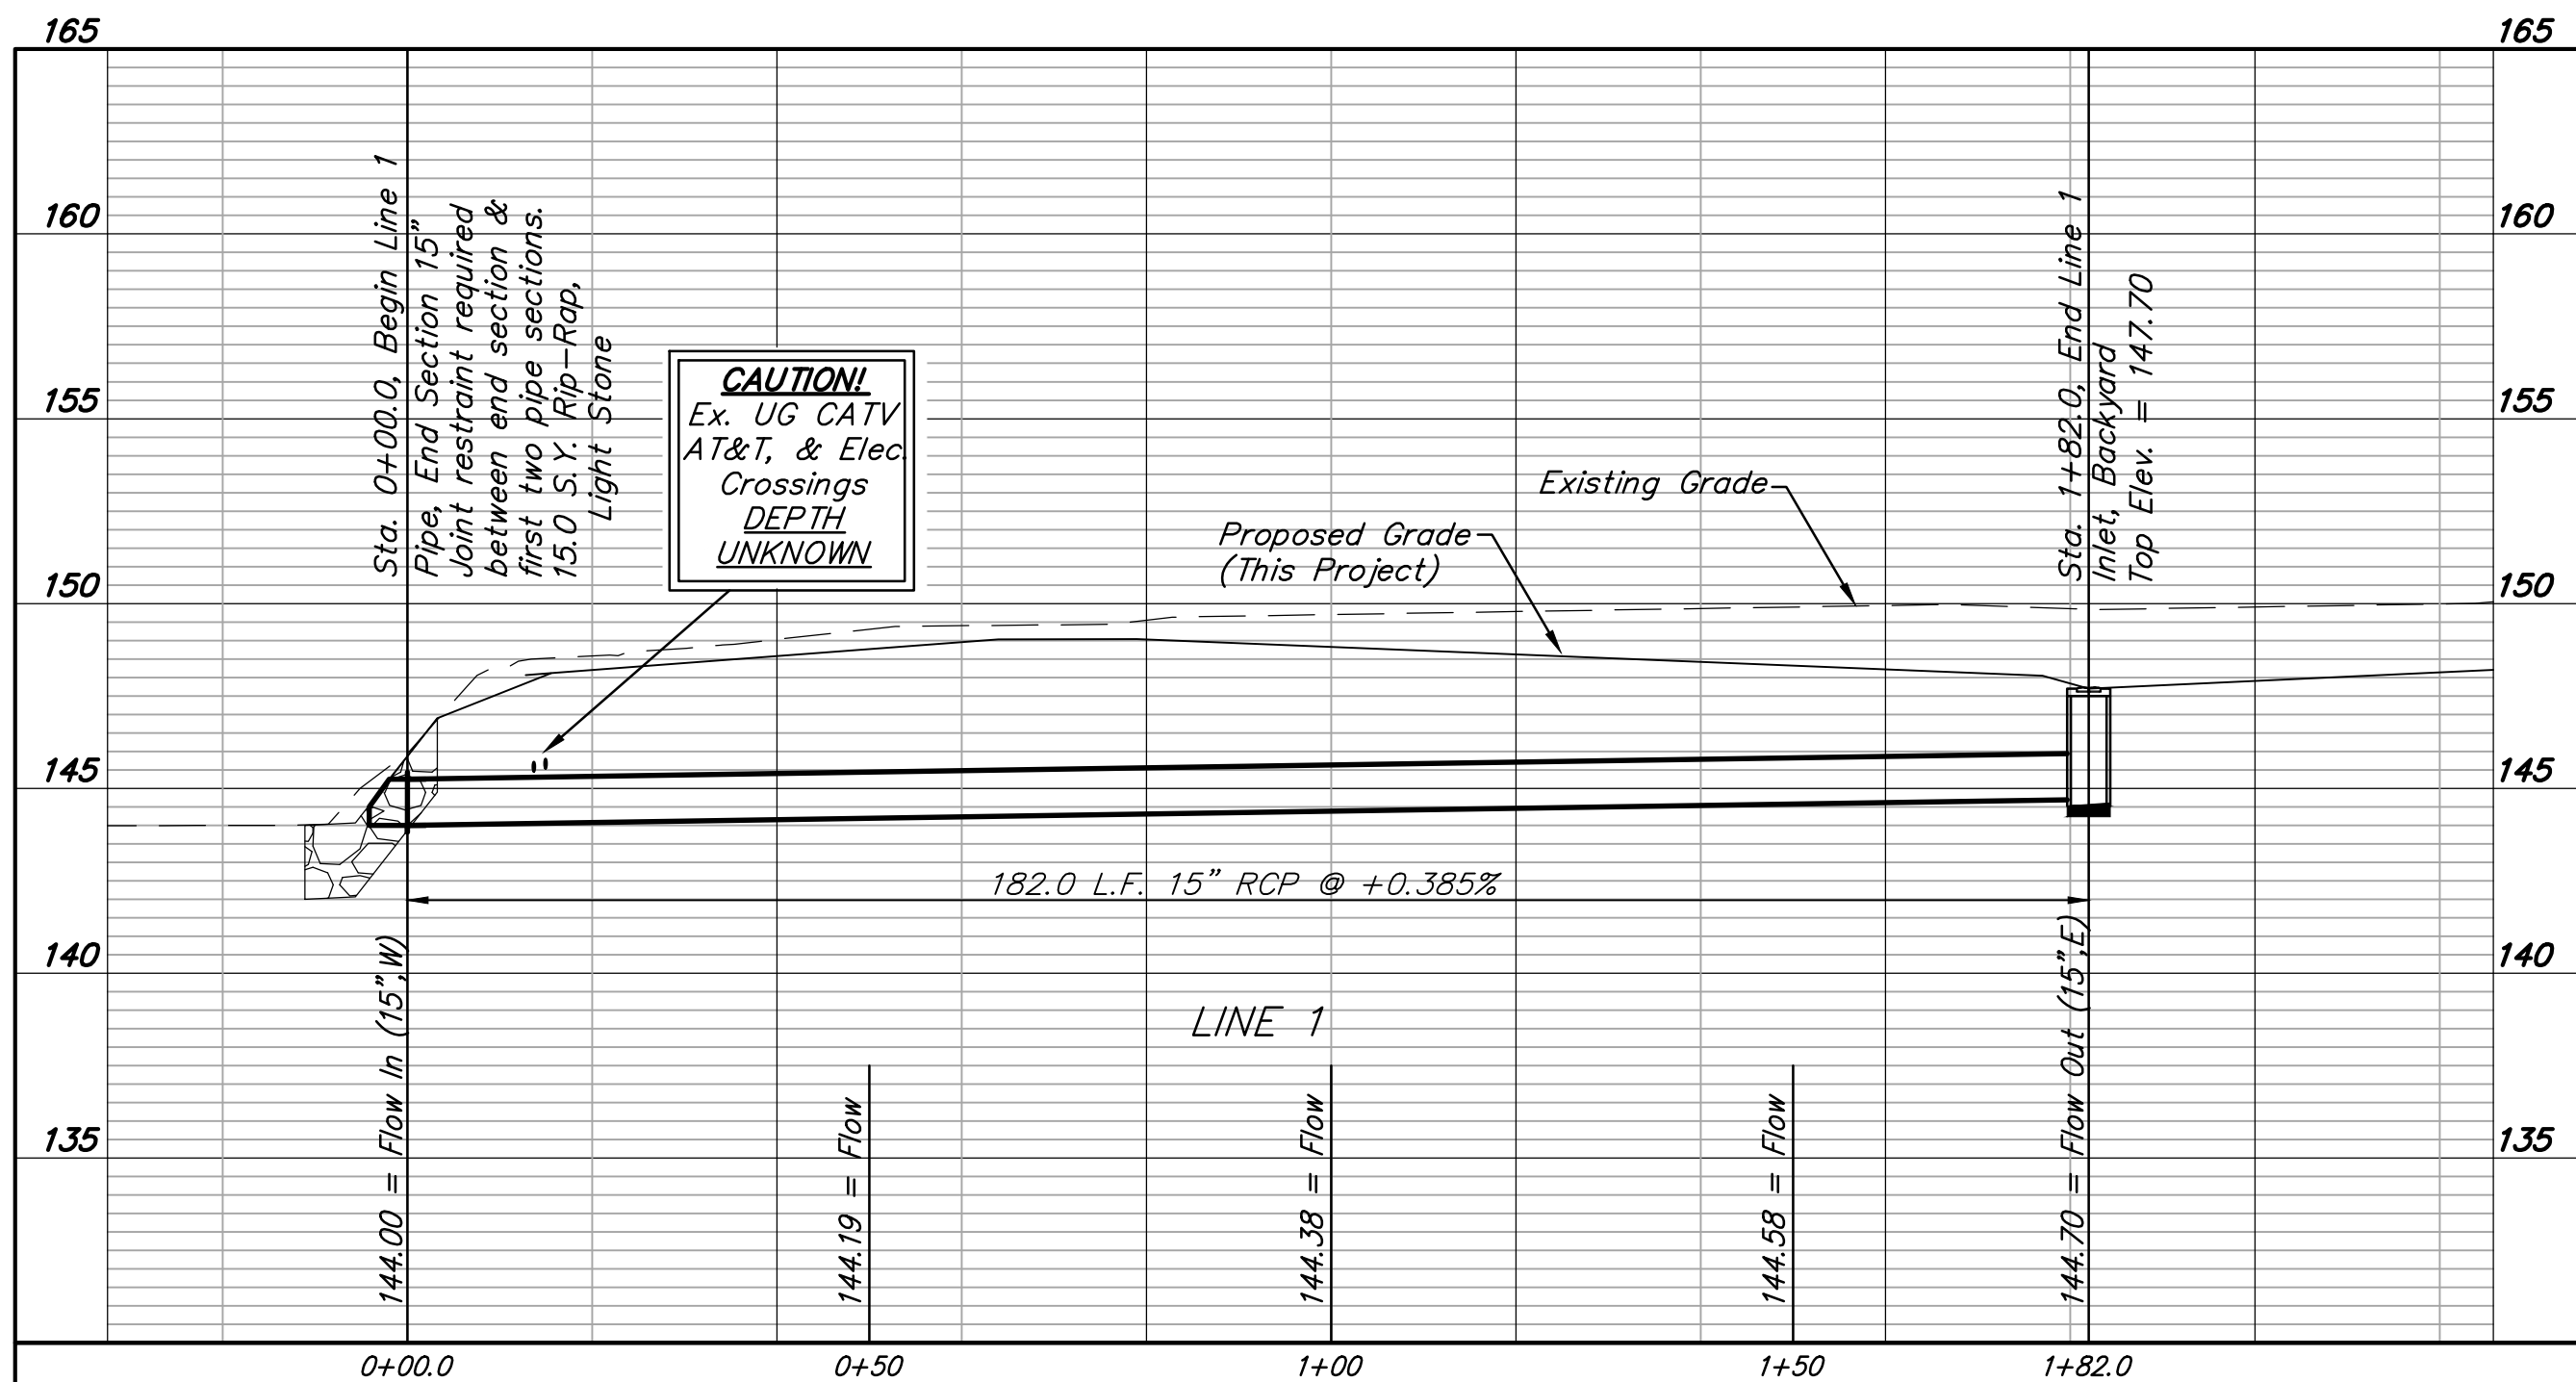 165
165
160
160
155
155
150
150
145
145
140
140
135
135
Sta. 0+00.0, Begin Line 1
Pipe, End Section 15”
Joint restraint required
between end section &
first two pipe sections.
15.0 S.Y. Rip-Rap,
Light Stone
CAUTION!
Ex. UG CATV
AT&T, & Elec.
Crossings
DEPTH
UNKNOWN
Proposed Grade
(This Project)
Existing Grade
Sta. 1+82.0, End Line 1
Inlet, Backyard
Top Elev. = 147.70
182.0 L.F. 15” RCP @ +0.385%
LINE 1
144.00 = Flow In (15”,W)
144.19 = Flow
144.38 = Flow
144.58 = Flow
144.70 = Flow Out (15”,E)
0+00.0
0+50
1+00
1+50
1+82.0